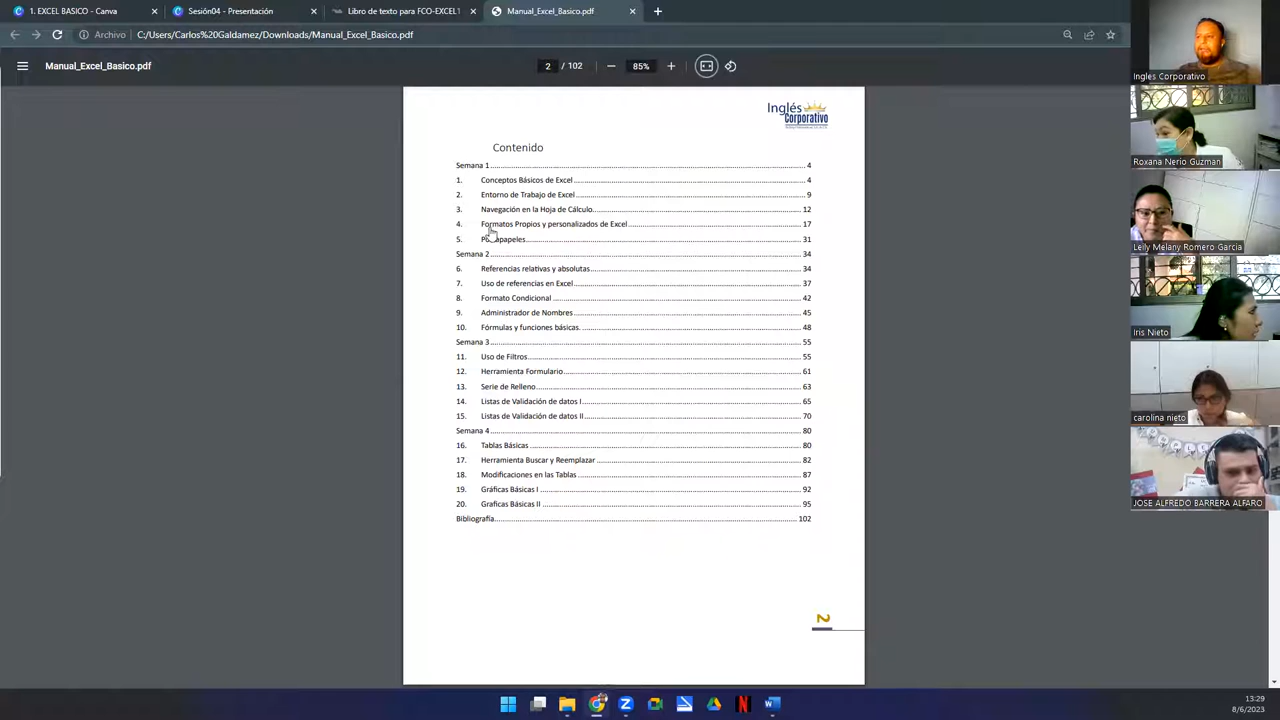 1. EXCEL BASICO - Canva
Sesión04 - Presentación
Libro de texto para FCO-EXCEL1
Manual_Excel_Basico.pdf
Archivo
C:/Users/Carlos%20Galdamez/Downloads/Manual_Excel_Basico.pdf
Manual_Excel_Basico.pdf
2 / 102
85%
Inglés
Corporativo
Contenido
Semana 1 4
1. Conceptos Básicos de Excel 4
2. Entorno de Trabajo de Excel 9
3. Navegación en la Hoja de Cálculo 12
4. Formatos Propios y personalizados de Excel 17
5. Portapapeles 31
Semana 2 34
6. Referencias relativas y absolutas 34
7. Uso de referencias en Excel 37
8. Formato Condicional 42
9. Administrador de Nombres 45
10. Fórmulas y funciones básicas. 48
Semana 3 55
11. Uso de Filtros 55
12. Herramienta Formulario 61
13. Serie de Relleno 63
14. Listas de Validación de datos I 65
15. Listas de Validación de datos II 70
Semana 4 80
16. Tablas Básicas 80
17. Herramienta Buscar y Reemplazar 82
18. Modificaciones en las Tablas 87
19. Gráficas Básicas I 92
20. Graficas Básicas II 95
Bibliografía 102
2
Ingles Corporativo
Roxana Nerio Guzman
Leily Melany Romero Garcia
Iris Nieto
carolina nieto
JOSE ALFREDO BARRERA ALFARO
13:29
8/6/2023